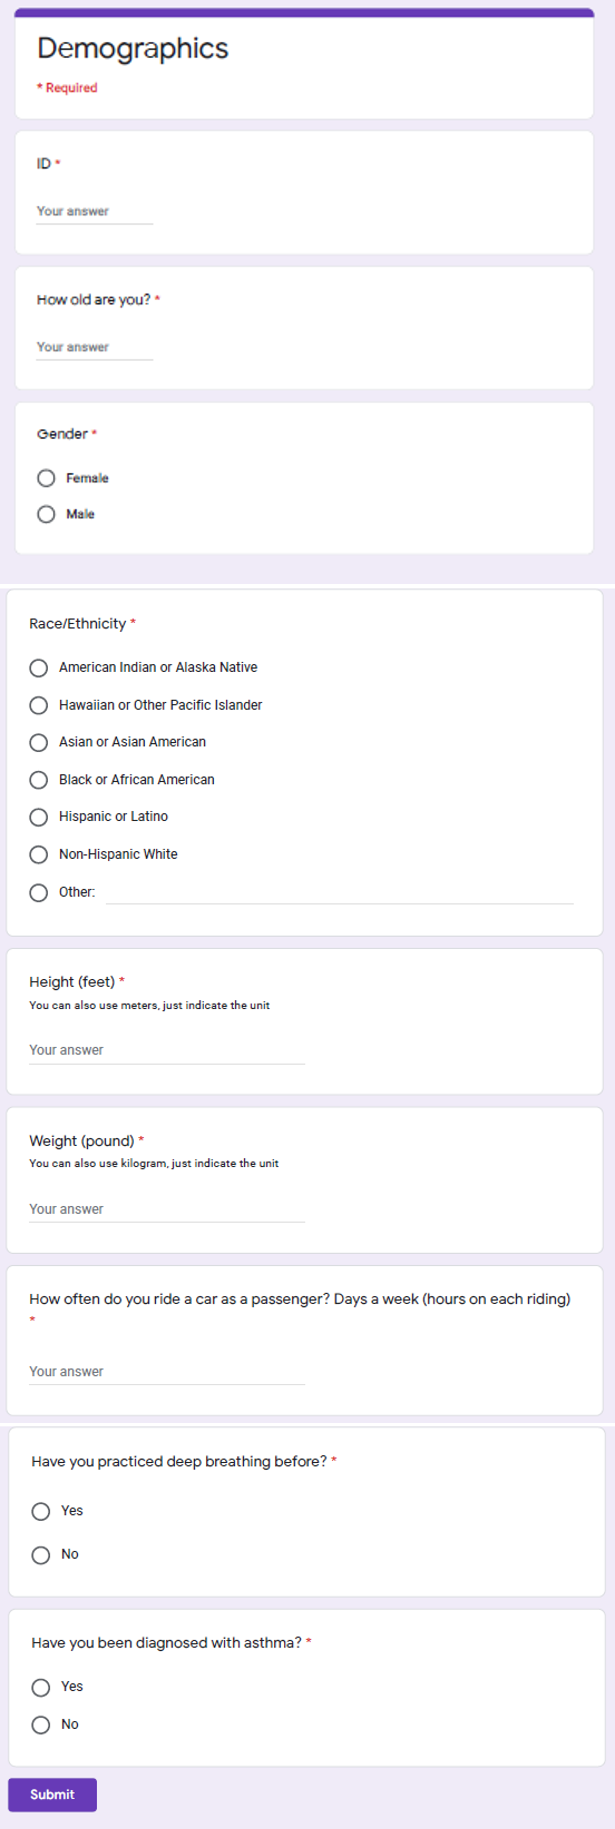 Demographics
* Required
ID *
Your answer
How old are you? *
Your answer
Gender *
Female
Male
Race/Ethnicity *
American Indian or Alaska Native
Hawaiian or Other Pacific Islander
Asian or Asian American
Black or African American
Hispanic or Latino
Non-Hispanic White
Other:
Height (feet) *
You can also use meters, just indicate the unit
Your answer
Weight (pound) *
You can also use kilogram, just indicate the unit
Your answer
How often do you ride a car as a passenger? Days a week (hours on each riding)
*
Your answer
Have you practiced deep breathing before? *
Yes
No
Have you been diagnosed with asthma? *
Yes
No
Submit